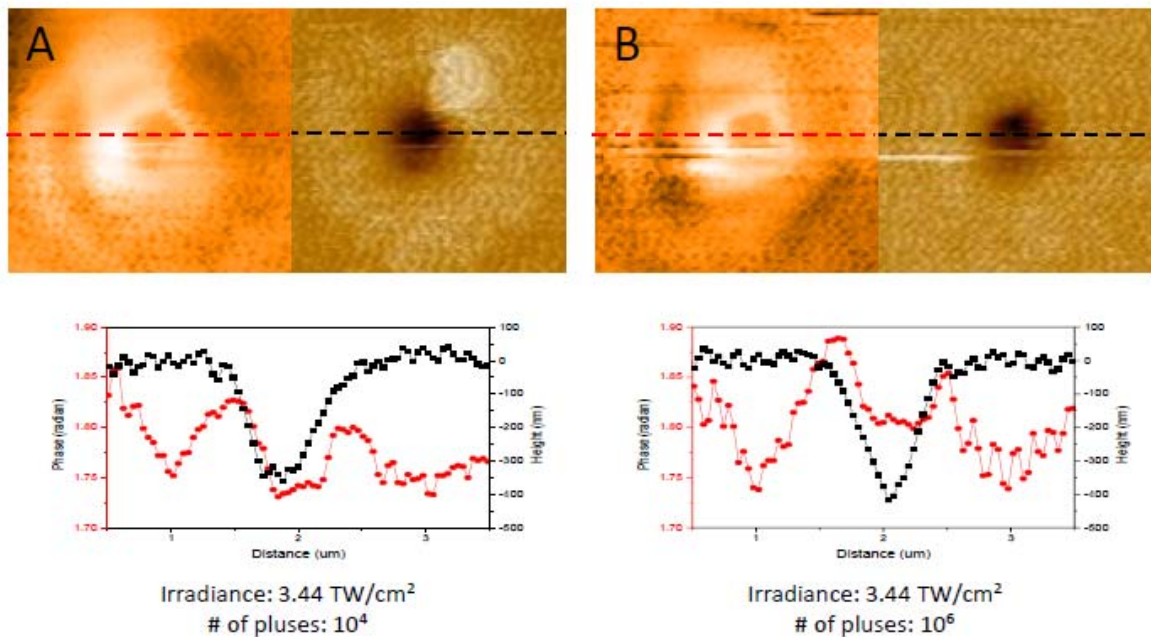 A
B
1.90
1.85
1.80
1.75
1.70
Phase (radian)
100
0
-100
-200
-300
-400
-500
Height (nm)
1
2
3
Distance (um)
1.90
1.85
1.80
1.75
1.70
Phase (radian)
100
0
-100
-200
-300
-400
-500
Height (nm)
1
2
3
Distance (um)
Irradiance: 3.44 TW/cm²
# of pluses: 10⁴
Irradiance: 3.44 TW/cm²
# of pluses: 10⁶